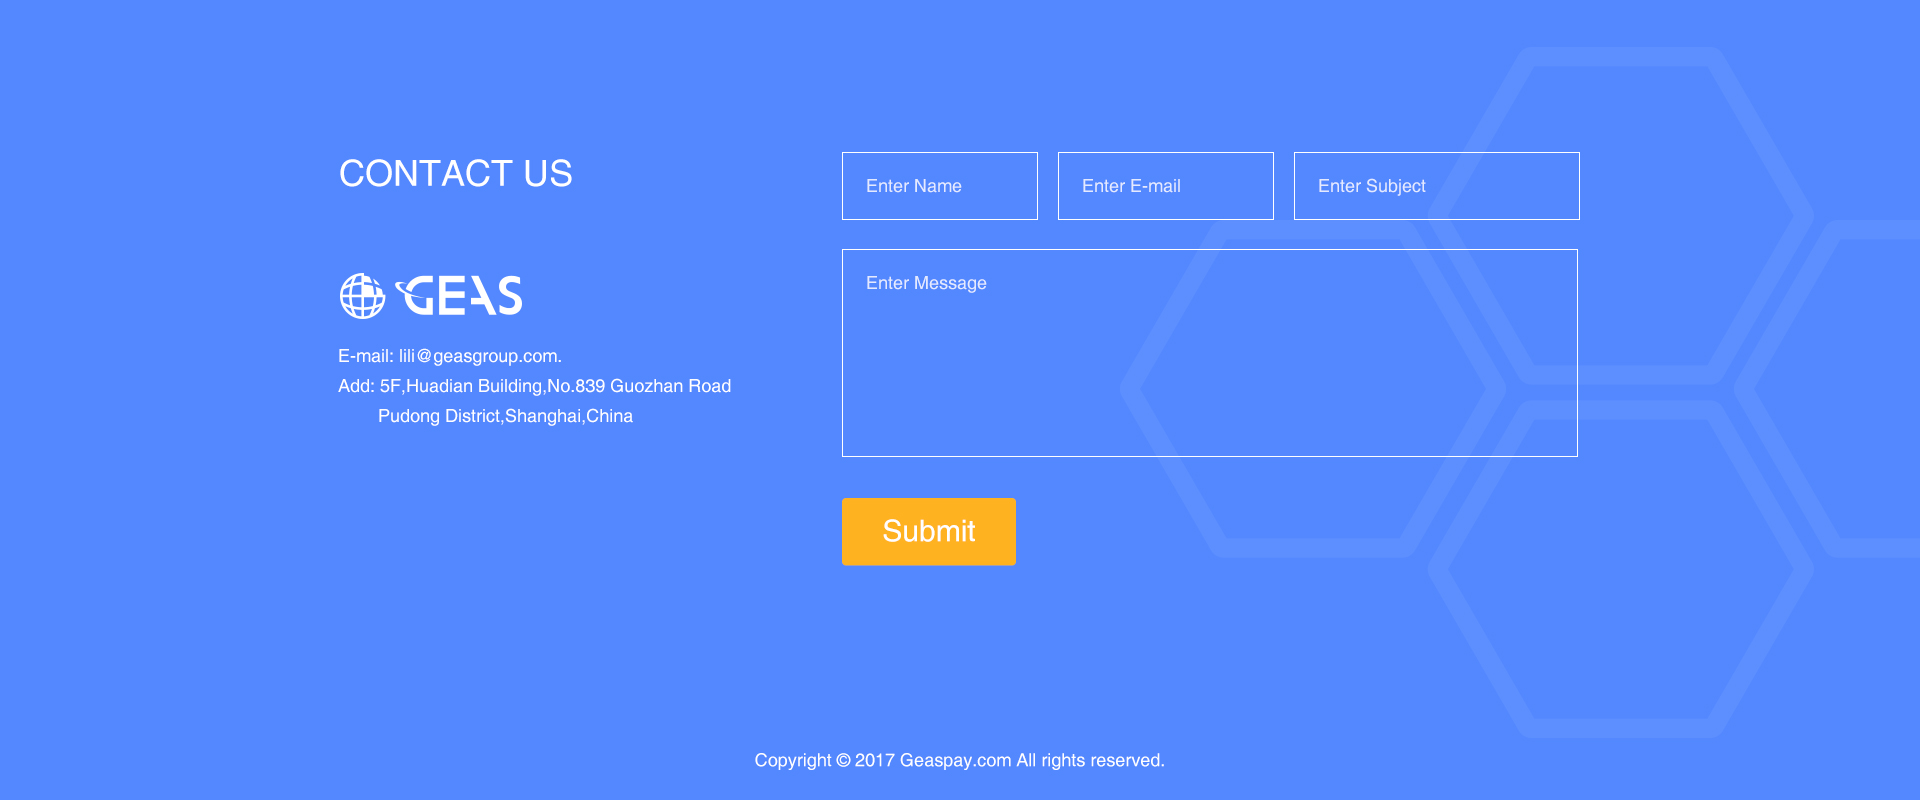 CONTACT US
Enter Name
Enter E-mail
Enter Subject
GEAS
E-mail: lili@geasgroup.com.
Add: 5F,Huadian Building,No.839 Guozhan Road
Pudong District,Shanghai,China
Enter Message
Submit
Copyright © 2017 Geaspay.com All rights reserved.